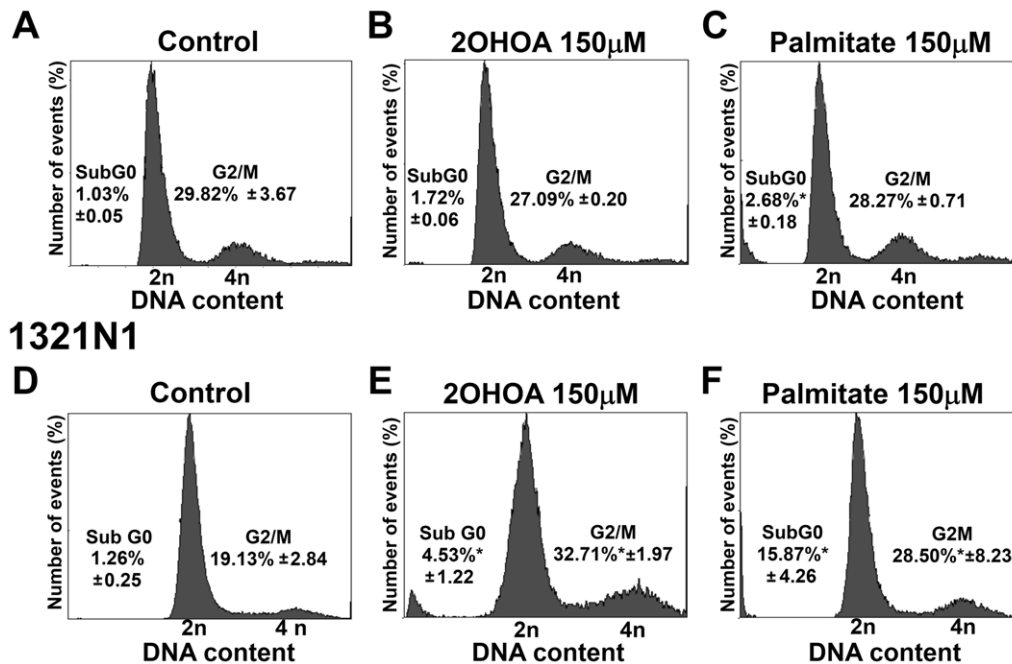 A
Control
Number of events (%)
SubG0
1.03%
±0.05
G2/M
29.82% ±3.67
2n
4n
DNA content
B
2OHOA 150μM
Number of events (%)
SubG0
1.72%
±0.06
G2/M
27.09% ±0.20
2n
4n
DNA content
C
Palmitate 150μM
Number of events (%)
SubG0
2.68%*
±0.18
G2/M
28.27% ±0.71
2n
4n
DNA content
1321N1
D
Control
Number of events (%)
Sub G0
1.26%
±0.25
G2/M
19.13% ±2.84
2n
4 n
DNA content
E
2OHOA 150μM
Number of events (%)
Sub G0
4.53%*
±1.22
G2/M
32.71%*±1.97
2n
4n
DNA content
F
Palmitate 150μM
Number of events (%)
SubG0
15.87%*
±4.26
G2M
28.50%*±8.23
2n
4n
DNA content